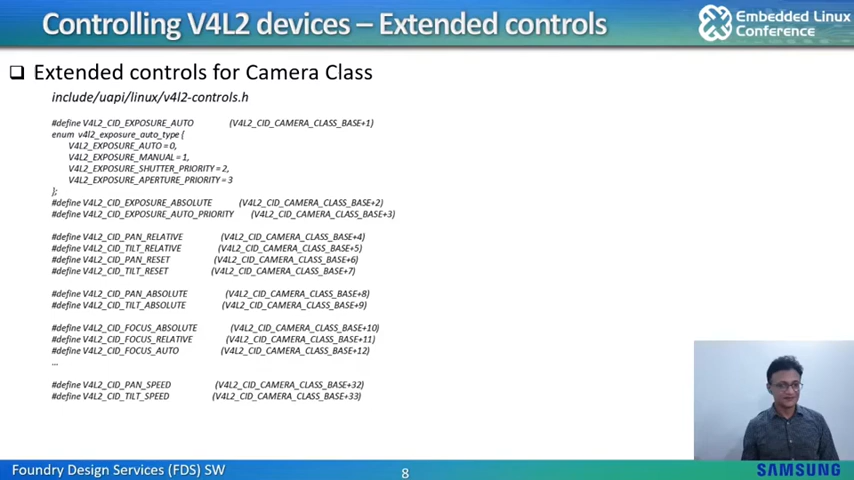 Controlling V4L2 devices – Extended controls
Embedded Linux
Conference
Extended controls for Camera Class
include/uapi/linux/v4l2-controls.h
#define V4L2_CID_EXPOSURE_AUTO (V4L2_CID_CAMERA_CLASS_BASE+1)
enum v4l2_exposure_auto_type {
V4L2_EXPOSURE_AUTO = 0,
V4L2_EXPOSURE_MANUAL = 1,
V4L2_EXPOSURE_SHUTTER_PRIORITY = 2,
V4L2_EXPOSURE_APERTURE_PRIORITY = 3
};
#define V4L2_CID_EXPOSURE_ABSOLUTE (V4L2_CID_CAMERA_CLASS_BASE+2)
#define V4L2_CID_EXPOSURE_AUTO_PRIORITY (V4L2_CID_CAMERA_CLASS_BASE+3)
#define V4L2_CID_PAN_RELATIVE (V4L2_CID_CAMERA_CLASS_BASE+4)
#define V4L2_CID_TILT_RELATIVE (V4L2_CID_CAMERA_CLASS_BASE+5)
#define V4L2_CID_PAN_RESET (V4L2_CID_CAMERA_CLASS_BASE+6)
#define V4L2_CID_TILT_RESET (V4L2_CID_CAMERA_CLASS_BASE+7)
#define V4L2_CID_PAN_ABSOLUTE (V4L2_CID_CAMERA_CLASS_BASE+8)
#define V4L2_CID_TILT_ABSOLUTE (V4L2_CID_CAMERA_CLASS_BASE+9)
#define V4L2_CID_FOCUS_ABSOLUTE (V4L2_CID_CAMERA_CLASS_BASE+10)
#define V4L2_CID_FOCUS_RELATIVE (V4L2_CID_CAMERA_CLASS_BASE+11)
#define V4L2_CID_FOCUS_AUTO (V4L2_CID_CAMERA_CLASS_BASE+12)
...
#define V4L2_CID_PAN_SPEED (V4L2_CID_CAMERA_CLASS_BASE+32)
#define V4L2_CID_TILT_SPEED (V4L2_CID_CAMERA_CLASS_BASE+33)
Foundry Design Services (FDS) SW
8
SAMSUNG